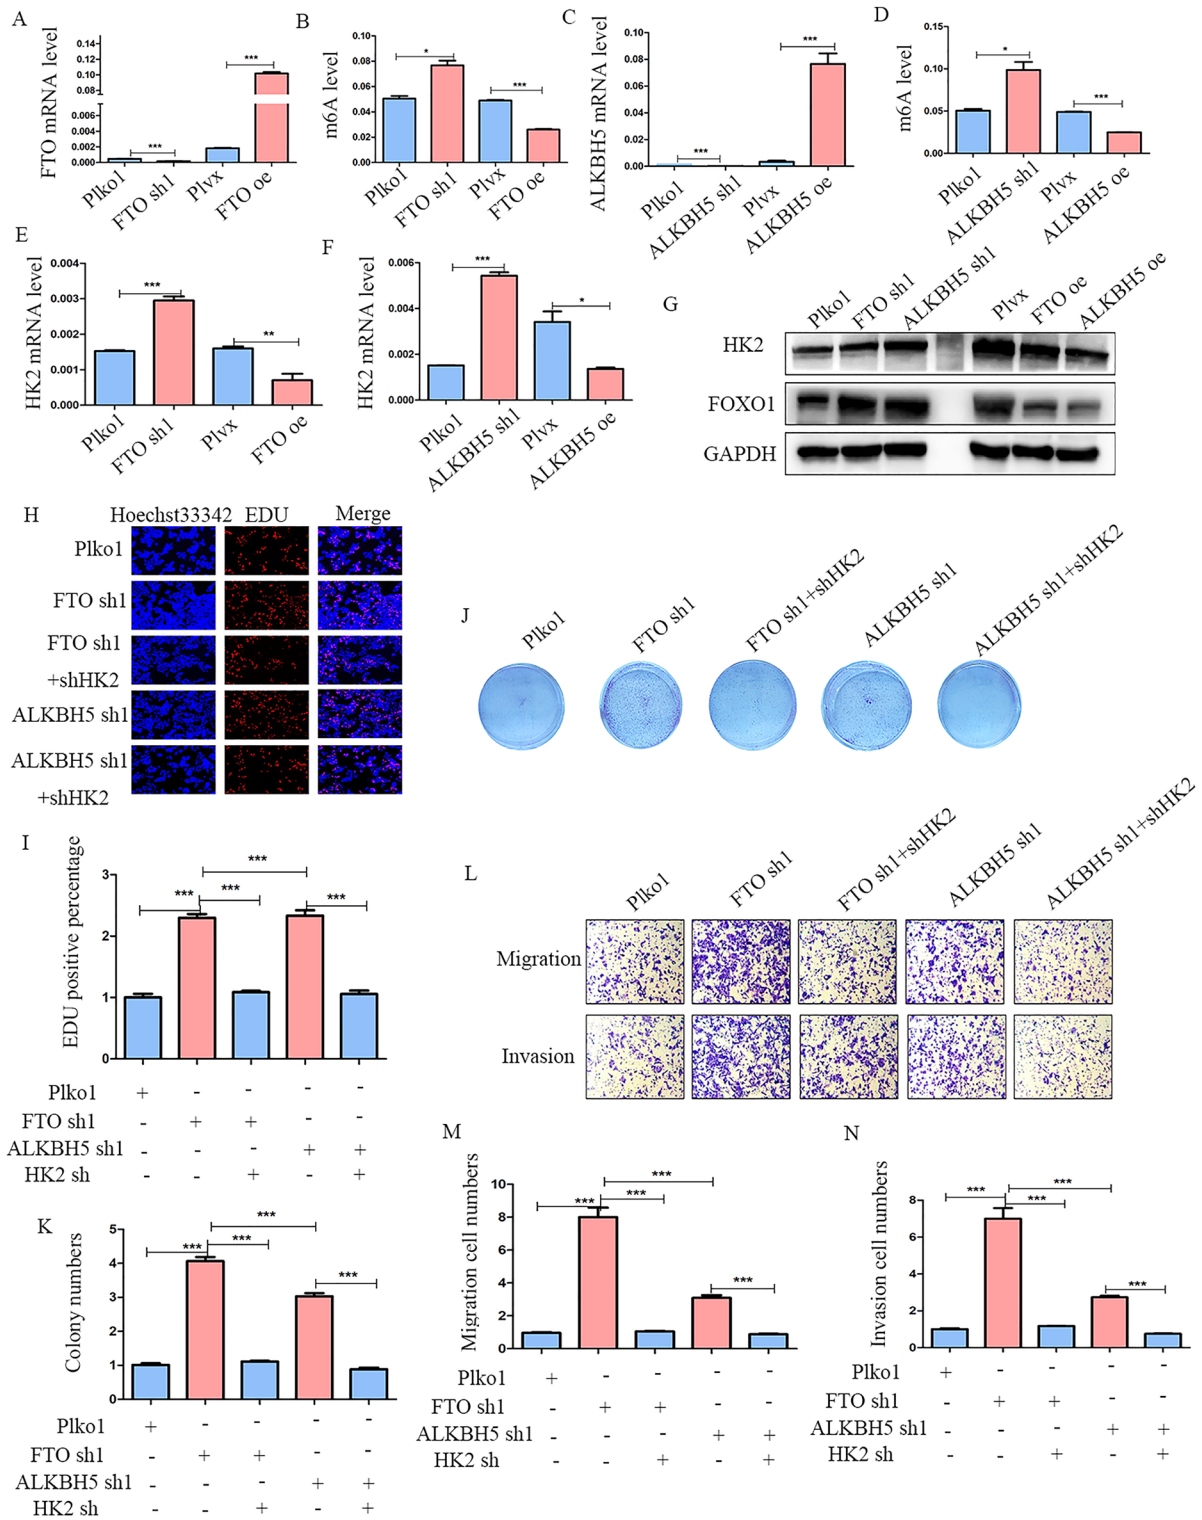 A
FTO mRNA level
0.14
0.12
0.10
0.08
0.006
0.004
0.002
0.000
***
***
Plko1
FTO sh1
Plvx
FTO oe
B
m6A level
0.08
0.06
0.04
0.02
0.00
*
***
Plko1
FTO sh1
Plvx
FTO oe
C
ALKBH5 mRNA level
0.10
0.08
0.06
0.04
0.02
0.00
***
***
Plko1
ALKBH5 sh1
Plvx
ALKBH5 oe
D
m6A level
0.15
0.10
0.05
0.00
*
***
Plko1
ALKBH5 sh1
Plvx
ALKBH5 oe
E
HK2 mRNA level
0.004
0.003
0.002
0.001
0.000
***
**
Plko1
FTO sh1
Plvx
FTO oe
F
HK2 mRNA level
0.006
0.004
0.002
0.000
***
*
Plko1
ALKBH5 sh1
Plvx
ALKBH5 oe
G
Plko1
FTO sh1
ALKBH5 sh1
Plvx
FTO oe
ALKBH5 oe
HK2
FOXO1
GAPDH
H
Hoechst33342 EDU Merge
Plko1
FTO sh1
FTO sh1
+shHK2
ALKBH5 sh1
ALKBH5 sh1
+shHK2
J
Plko1
FTO sh1
FTO sh1+shHK2
ALKBH5 sh1
ALKBH5 sh1+shHK2
I
EDU positive percentage
3
2
1
0
***
***
***
***
Plko1 + - - - -
FTO sh1 - + + - -
ALKBH5 sh1 - - - + +
HK2 sh - - + - +
L
Plko1
FTO sh1
FTO sh1+shHK2
ALKBH5 sh1
ALKBH5 sh1+shHK2
Migration
Invasion
K
Colony numbers
5
4
3
2
1
0
***
***
***
***
Plko1 + - - - -
FTO sh1 - + + - -
ALKBH5 sh1 - - - + +
HK2 sh - - + - +
M
Migration cell numbers
10
8
6
4
2
0
***
***
***
***
Plko1 + - - - -
FTO sh1 - + + - -
ALKBH5 sh1 - - - + +
HK2 sh - - + - +
N
Invasion cell numbers
8
6
4
2
0
***
***
***
***
Plko1 + - - - -
FTO sh1 - + + - -
ALKBH5 sh1 - - - + +
HK2 sh - - + - +